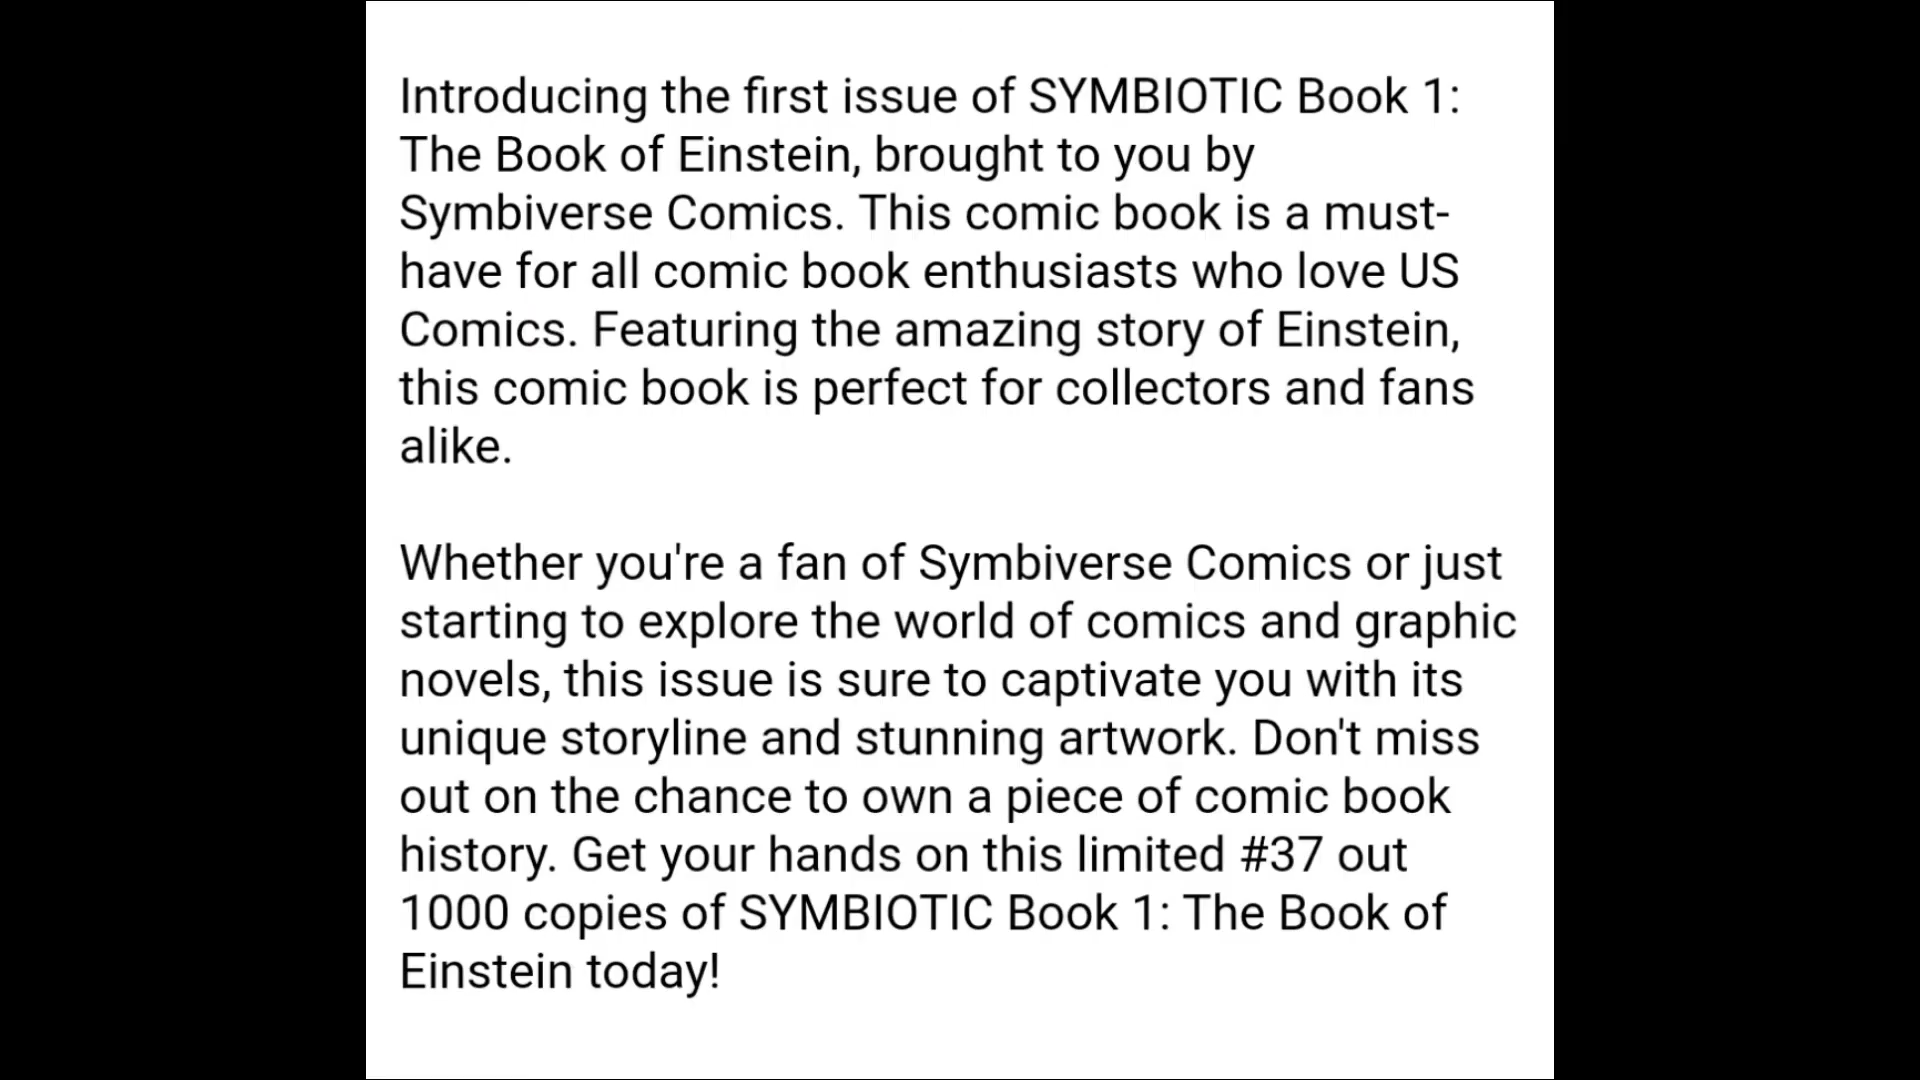 Introducing the first issue of SYMBIOTIC Book 1:
The Book of Einstein, brought to you by
Symbiverse Comics. This comic book is a must-
have for all comic book enthusiasts who love US
Comics. Featuring the amazing story of Einstein,
this comic book is perfect for collectors and fans
alike.
Whether you're a fan of Symbiverse Comics or just
starting to explore the world of comics and graphic
novels, this issue is sure to captivate you with its
unique storyline and stunning artwork. Don't miss
out on the chance to own a piece of comic book
history. Get your hands on this limited #37 out
1000 copies of SYMBIOTIC Book 1: The Book of
Einstein today!